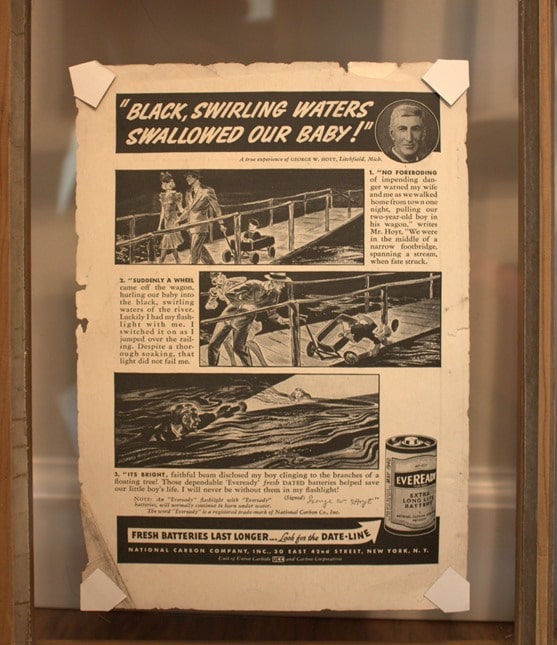 "BLACK, SWIRLING WATERS
SWALLOWED OUR BABY!"
A true experience of GEORGE W. HOYT, Litchfield, Mich.
1. "NO FOREBODING
of impending dan-
ger warned my wife
and me as we walked
home from town one
night, pulling our
two-year-old boy in
his wagon," writes
Mr. Hoyt. "We were
in the middle of a
narrow footbridge,
spanning a stream,
when fate struck.
2. "SUDDENLY A WHEEL
came off the wagon,
hurling our baby into
the black, swirling
waters of the river.
Luckily I had my flash-
light with me. I
switched it on as I
jumped over the rail-
ing. Despite a thor-
ough soaking, that
light did not fail me.
3. "ITS BRIGHT, faithful beam disclosed my boy clinging to the branches of a
floating tree! Those dependable 'Eveready' fresh DATED batteries helped save
our little boy's life. I will never be without them in my flashlight!
(Signed) George W. Hoyt"
NOTE: An "Eveready" flashlight with "Eveready"
batteries, will normally continue to burn under water.
The word "Eveready" is a registered trade-mark of National Carbon Co., Inc.
EVEREADY
EXTRA
LONG LIFE
BATTERY
FRESH BATTERIES LAST LONGER... Look for the DATE-LINE
NATIONAL CARBON COMPANY, INC., 30 EAST 42nd STREET, NEW YORK, N. Y.
Unit of Union Carbide UCC and Carbon Corporation